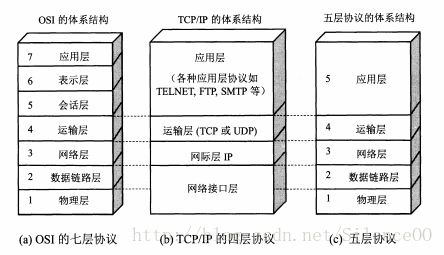 OSI 的体系结构
TCP/IP 的体系结构
五层协议的体系结构
7 应用层
6 表示层
5 会话层
4 运输层
3 网络层
2 数据链路层
1 物理层
应用层
(各种应用层协议如
TELNET, FTP, SMTP 等)
运输层 (TCP 或 UDP)
网际层 IP
网络接口层
5 应用层
4 运输层
3 网络层
2 数据链路层
1 物理层
(a) OSI 的七层协议
(b) TCP/IP 的四层协议
(c) 五层协议
http://blog.csdn.net/Silence00